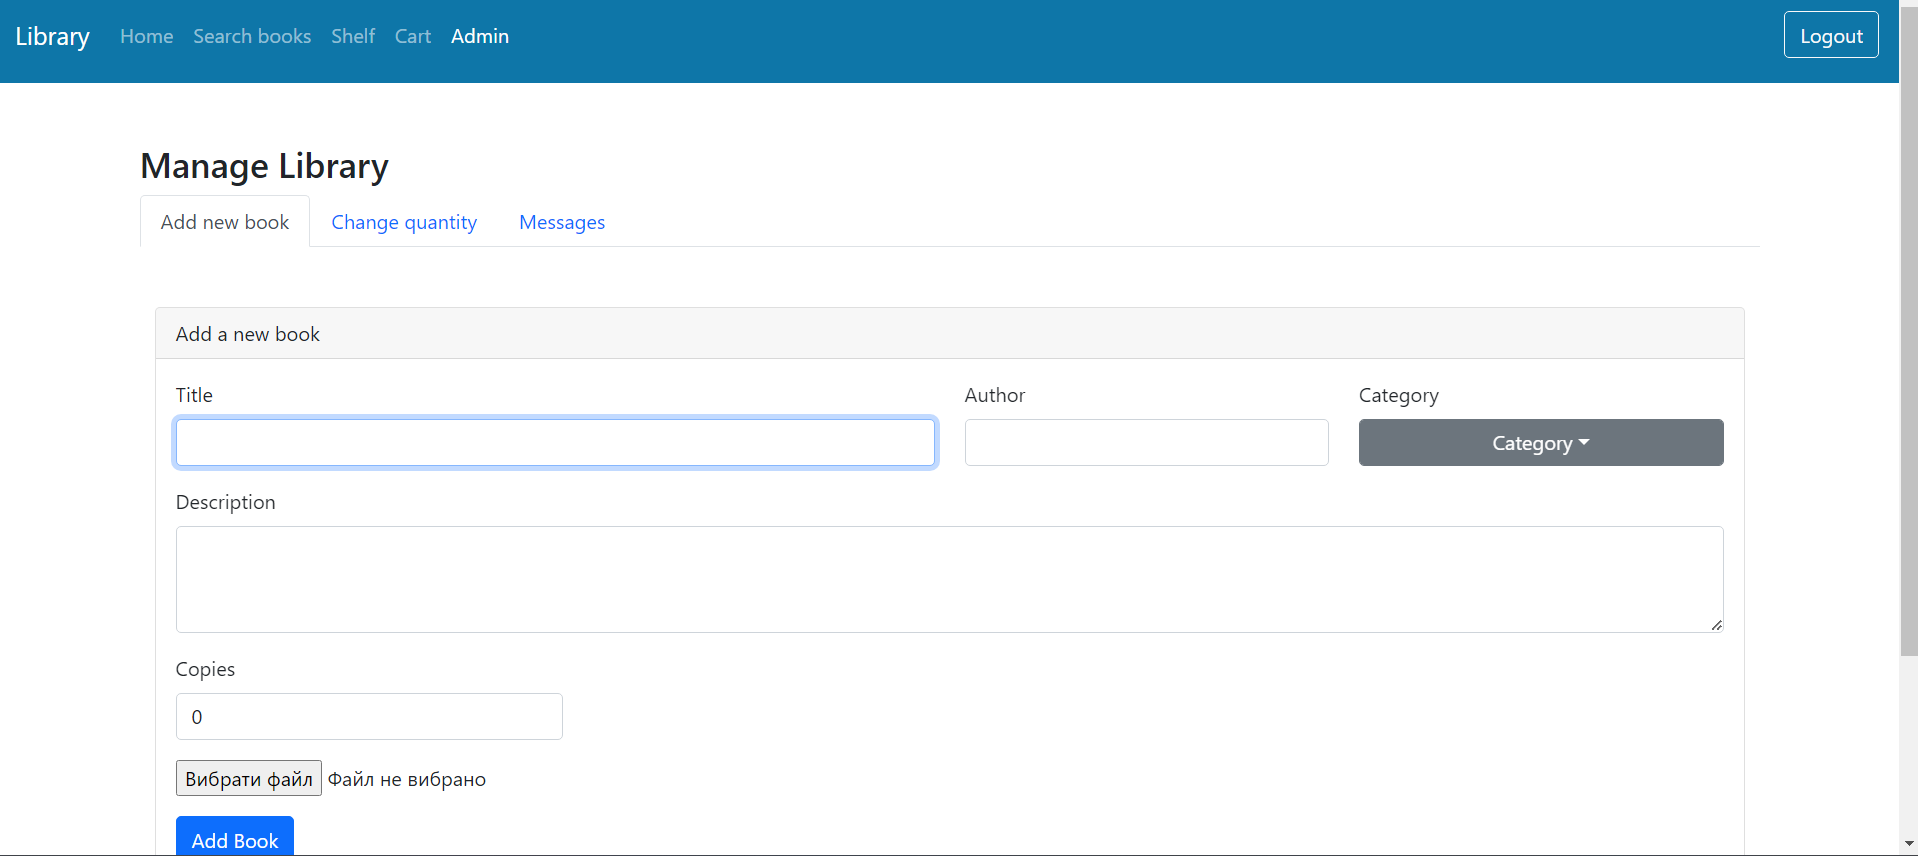 Library Home Search books Shelf Cart Admin Logout
Manage Library
Add new book Change quantity Messages
Add a new book
Title Author Category
Category
Description
Copies
0
Вибрати файл Файл не вибрано
Add Book